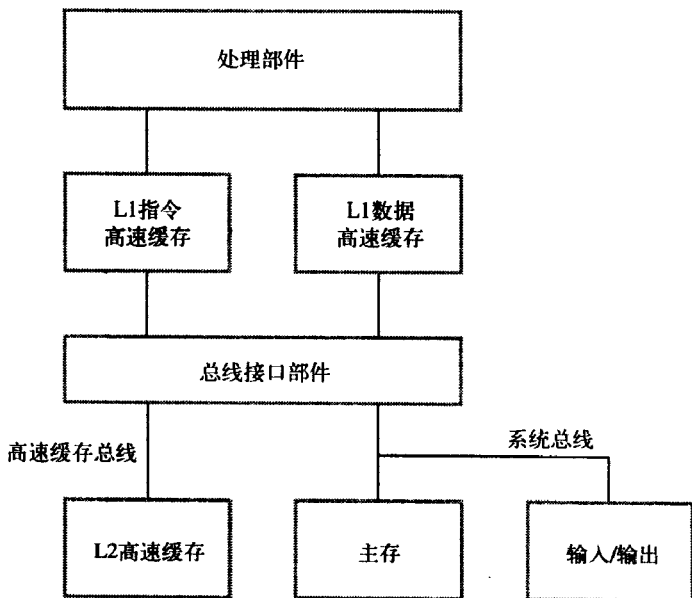 处理部件
L1指令
高速缓存
L1数据
高速缓存
总线接口部件
高速缓存总线
系统总线
L2高速缓存
主存
输入/输出